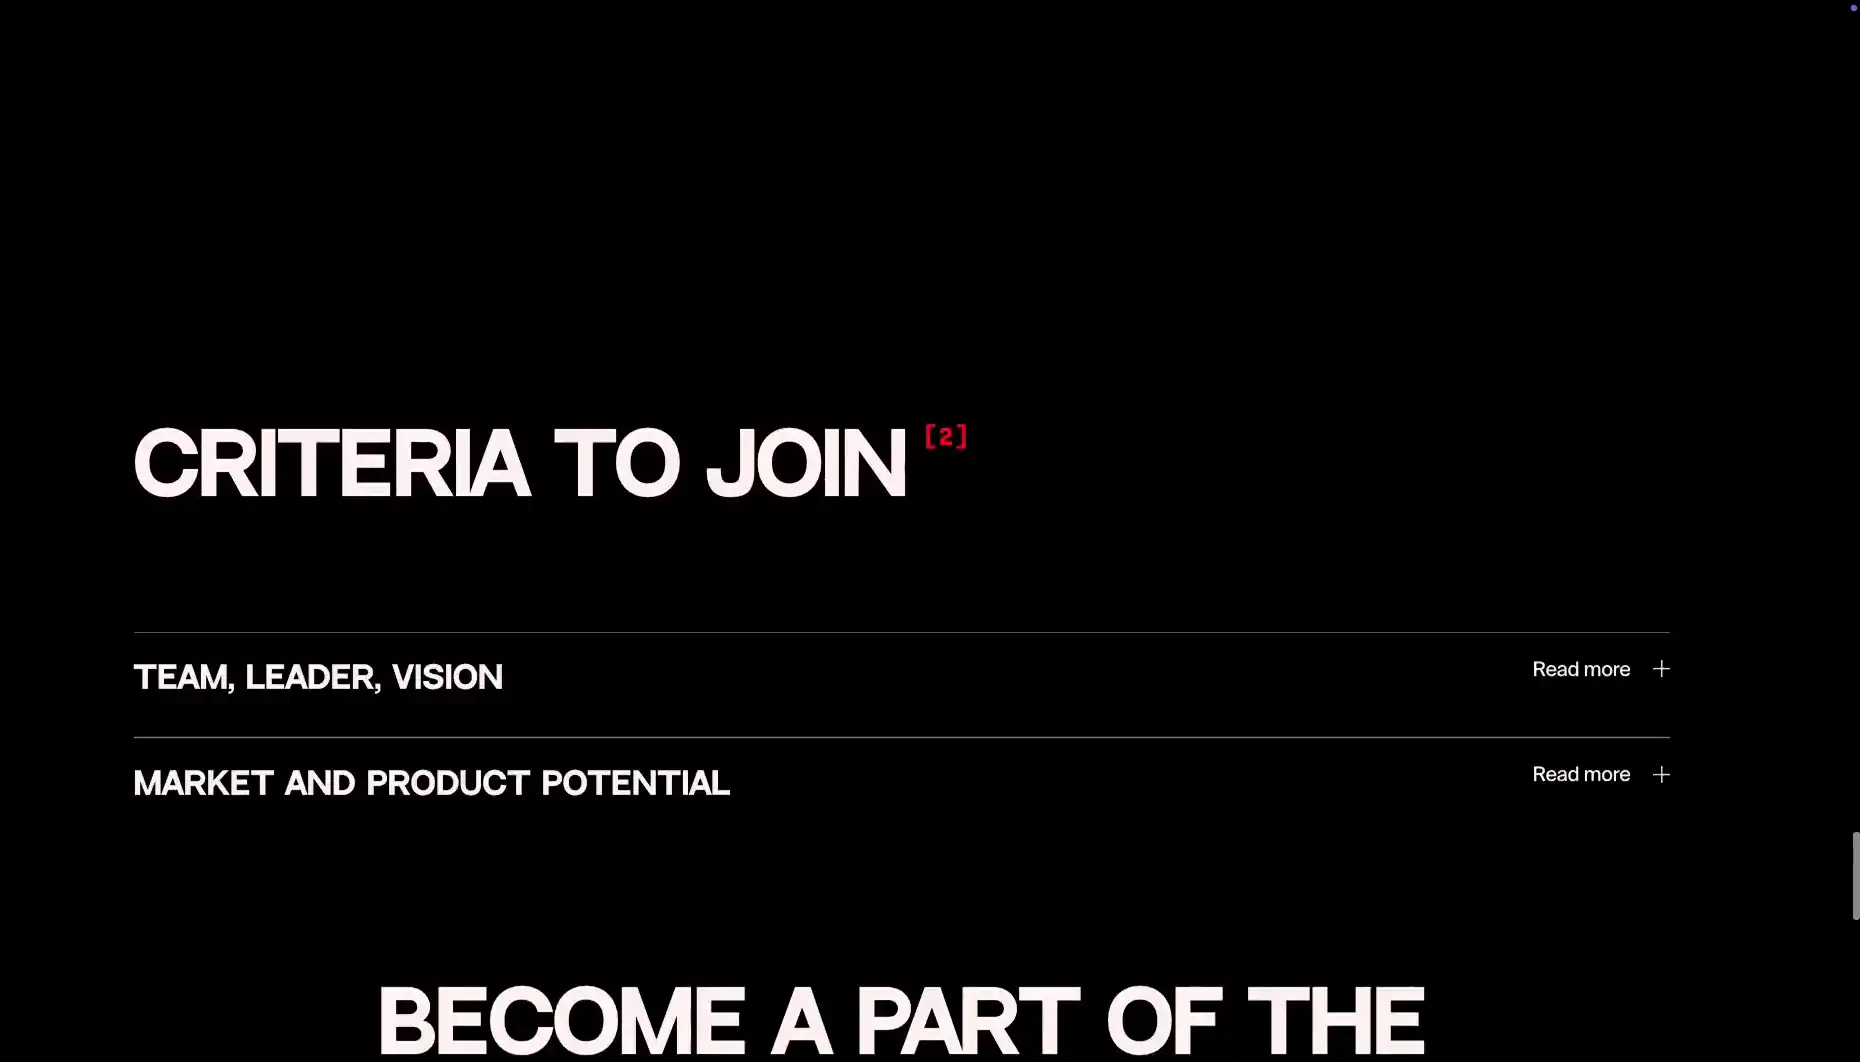 CRITERIA TO JOIN [2]
TEAM, LEADER, VISION
Read more +
MARKET AND PRODUCT POTENTIAL
Read more +
BECOME A PART OF THE